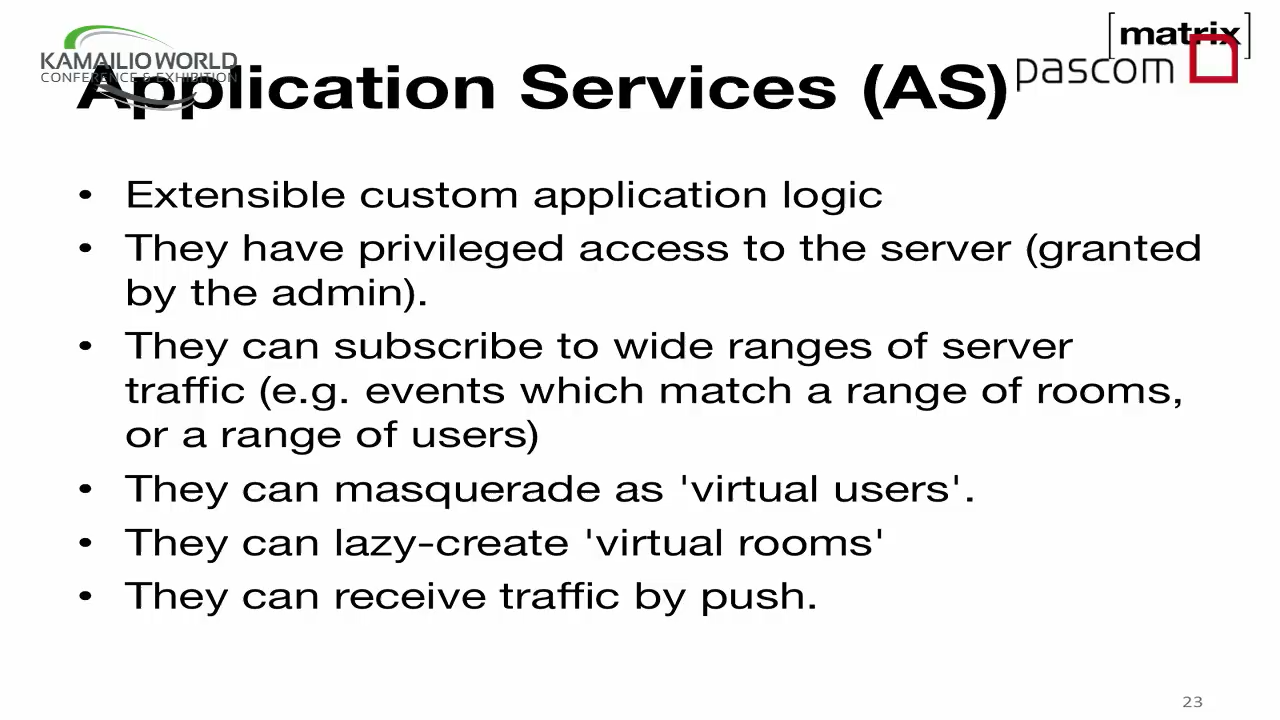 [matrix]
KAMAILIO WORLD
CONFERENCE & EXHIBITION
pascom
Application Services (AS)
• Extensible custom application logic
• They have privileged access to the server (granted
by the admin).
• They can subscribe to wide ranges of server
traffic (e.g. events which match a range of rooms,
or a range of users)
• They can masquerade as 'virtual users'.
• They can lazy-create 'virtual rooms'
• They can receive traffic by push.
23